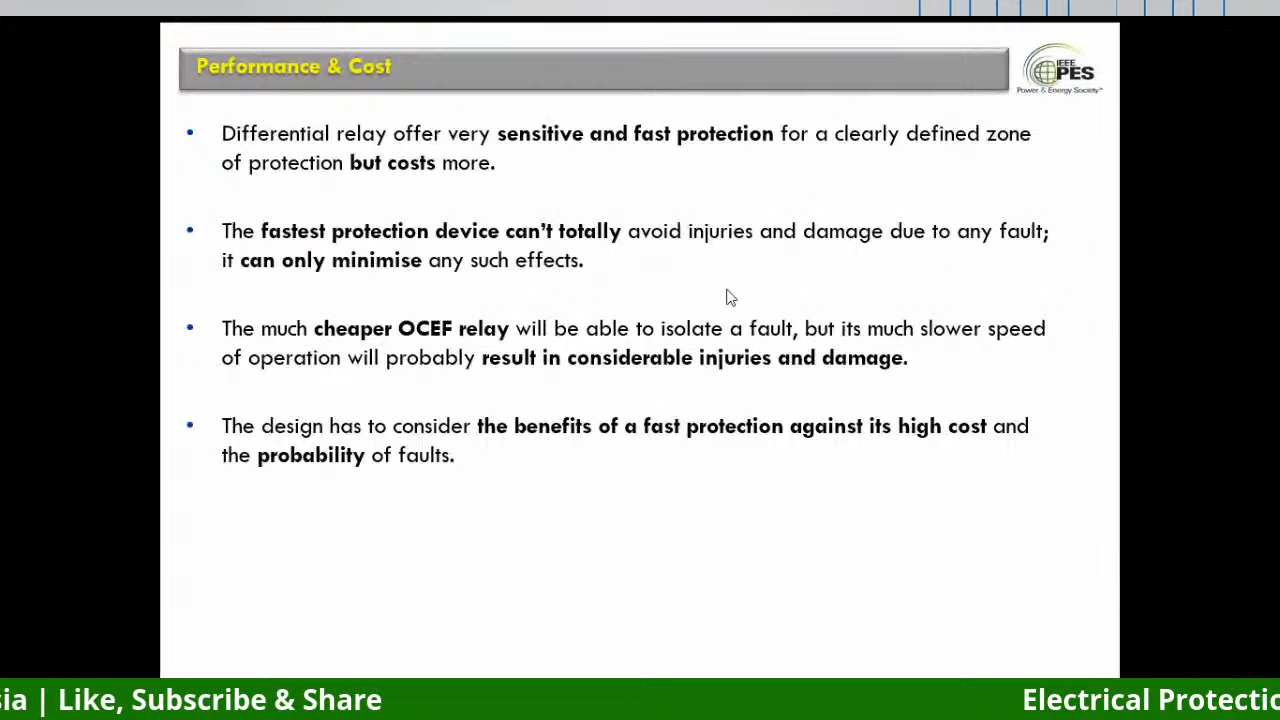 Performance & Cost
IEEE
PES
Power & Energy Society™
• Differential relay offer very sensitive and fast protection for a clearly defined zone
of protection but costs more.
• The fastest protection device can’t totally avoid injuries and damage due to any fault;
it can only minimise any such effects.
• The much cheaper OCEF relay will be able to isolate a fault, but its much slower speed
of operation will probably result in considerable injuries and damage.
• The design has to consider the benefits of a fast protection against its high cost and
the probability of faults.
sia | Like, Subscribe & Share
Electrical Protectio